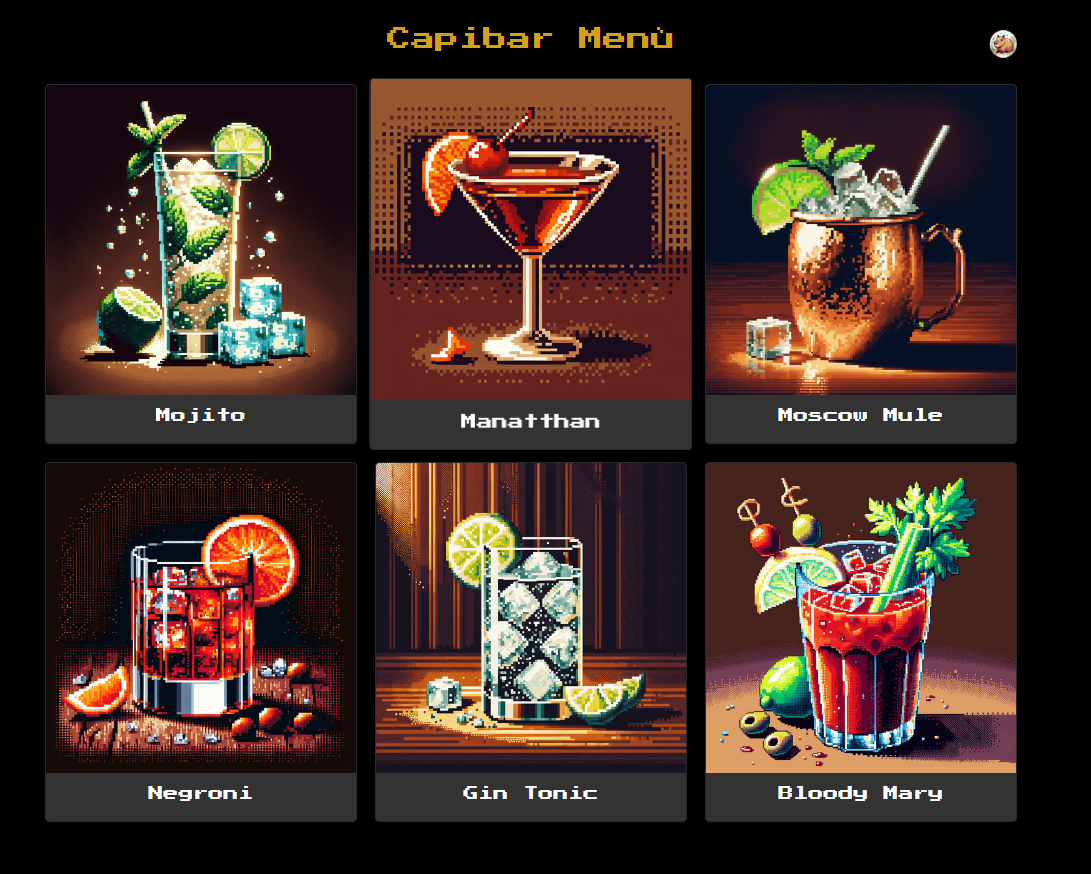 Capibar Menù
Mojito
Manatthan
Moscow Mule
Negroni
Gin Tonic
Bloody Mary